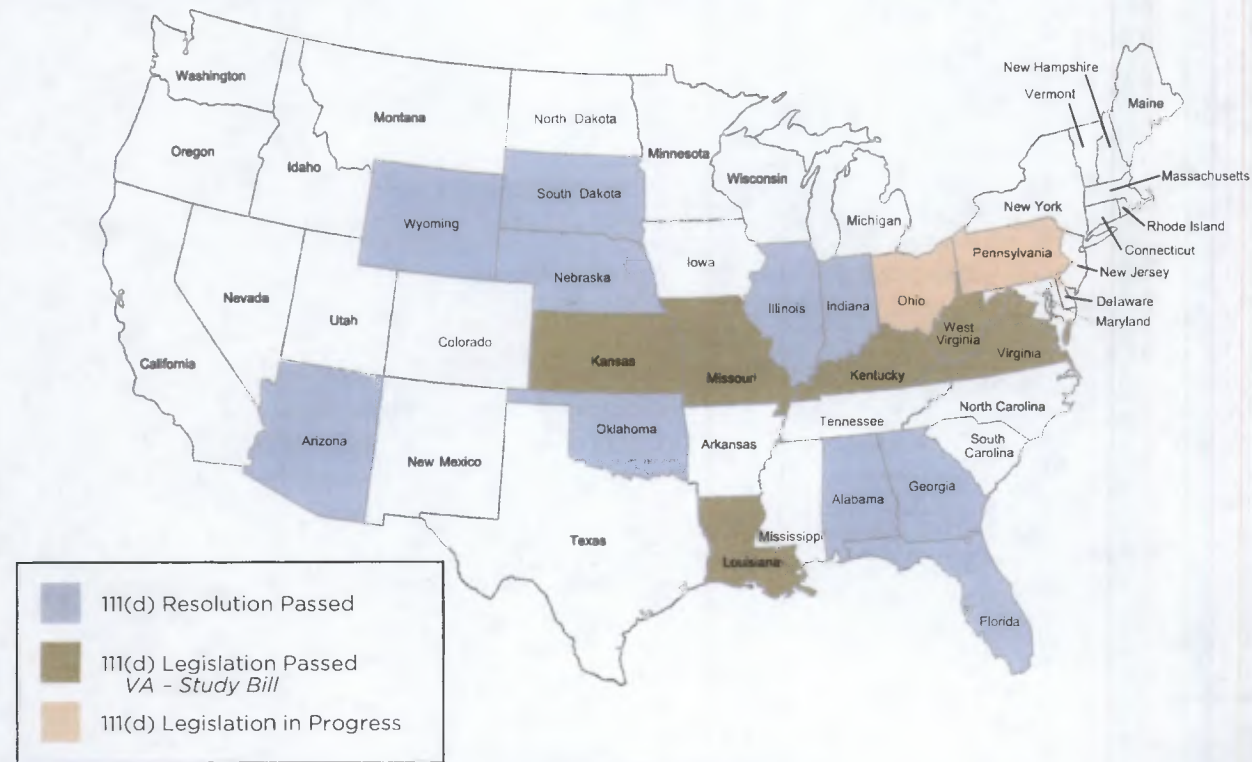 Washington
Montana
North Dakota
Minnesota
Oregon
Idaho
Wyoming
South Dakota
Wisconsin
Michigan
New York
New Hampshire
Vermont
Maine
Massachusetts
Rhode Island
Connecticut
New Jersey
Delaware
Maryland
Pennsylvania
Nevada
Utah
Colorado
Nebraska
Iowa
Illinois
Indiana
Ohio
West
Virginia
Virginia
California
Kansas
Missouri
Kentucky
Arizona
New Mexico
Oklahoma
Arkansas
Tennessee
North Carolina
South
Carolina
Texas
Louisiana
Mississippi
Alabama
Georgia
Florida
111(d) Resolution Passed
111(d) Legislation Passed
VA - Study Bill
111(d) Legislation in Progress